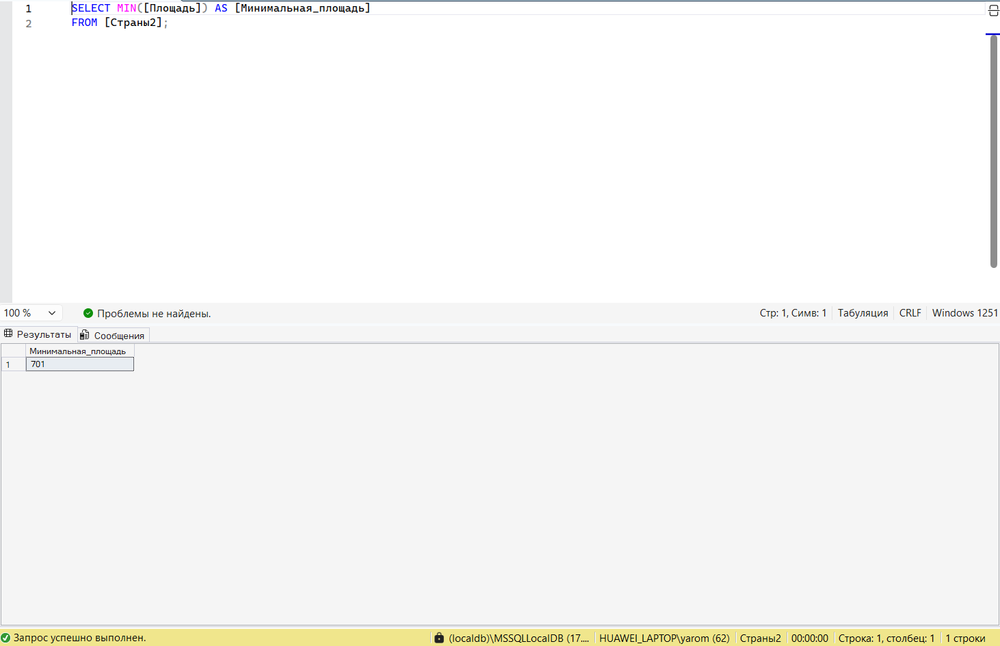 1 SELECT MIN([Площадь]) AS [Минимальная_площадь]
2 FROM [Страны2];
100 % Проблемы не найдены. Стр: 1, Симв: 1 Табуляция CRLF Windows 1251
Результаты Сообщения
Минимальная_площадь
1 701
Запрос успешно выполнен. (localdb)\MSSQLLocalDB (17.... HUAWEI_LAPTOP\yarom (62) Страны2 00:00:00 Строка: 1, столбец: 1 1 строки